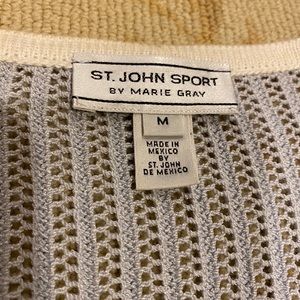 ST. JOHN SPORT
BY MARIE GRAY
M
MADE IN
MEXICO
BY
ST. JOHN
DE MEXICO